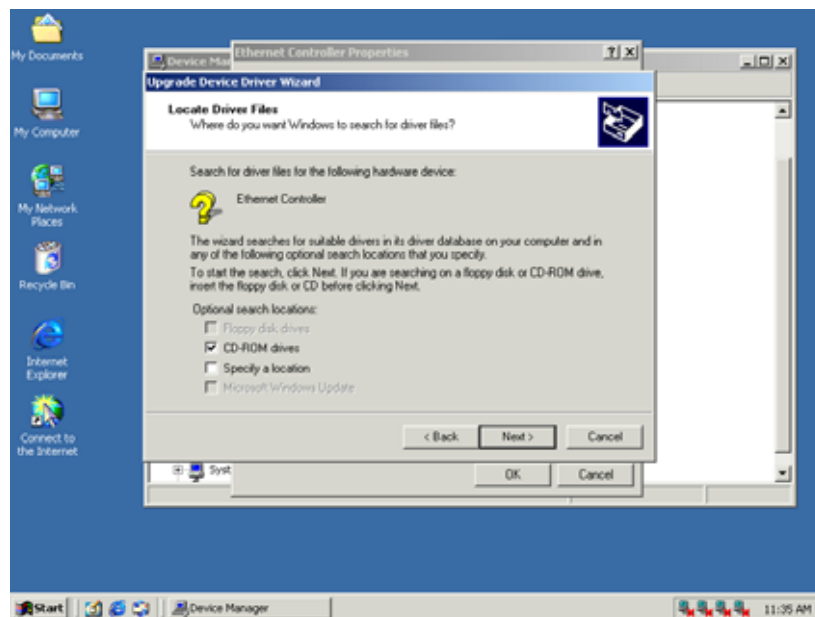 My Documents
My Computer
My Network
Places
Recycle Bin
Internet
Explorer
Connect to
the Internet
Device Ma
Ethernet Controller Properties
Upgrade Device Driver Wizard
Locate Driver Files
Where do you want Windows to search for driver files?
Search for driver files for the following hardware device:
Ethernet Controller
The wizard searches for suitable drivers in its driver database on your computer and in
any of the following optional search locations that you specify.
To start the search, click Next. If you are searching on a floppy disk or CD-ROM drive,
insert the floppy disk or CD before clicking Next.
Optional search locations:
Floppy disk drives
CD-ROM drives
Specify a location
Microsoft Windows Update
< Back
Next >
Cancel
Syst
OK
Cancel
Start
Device Manager
11:35 AM